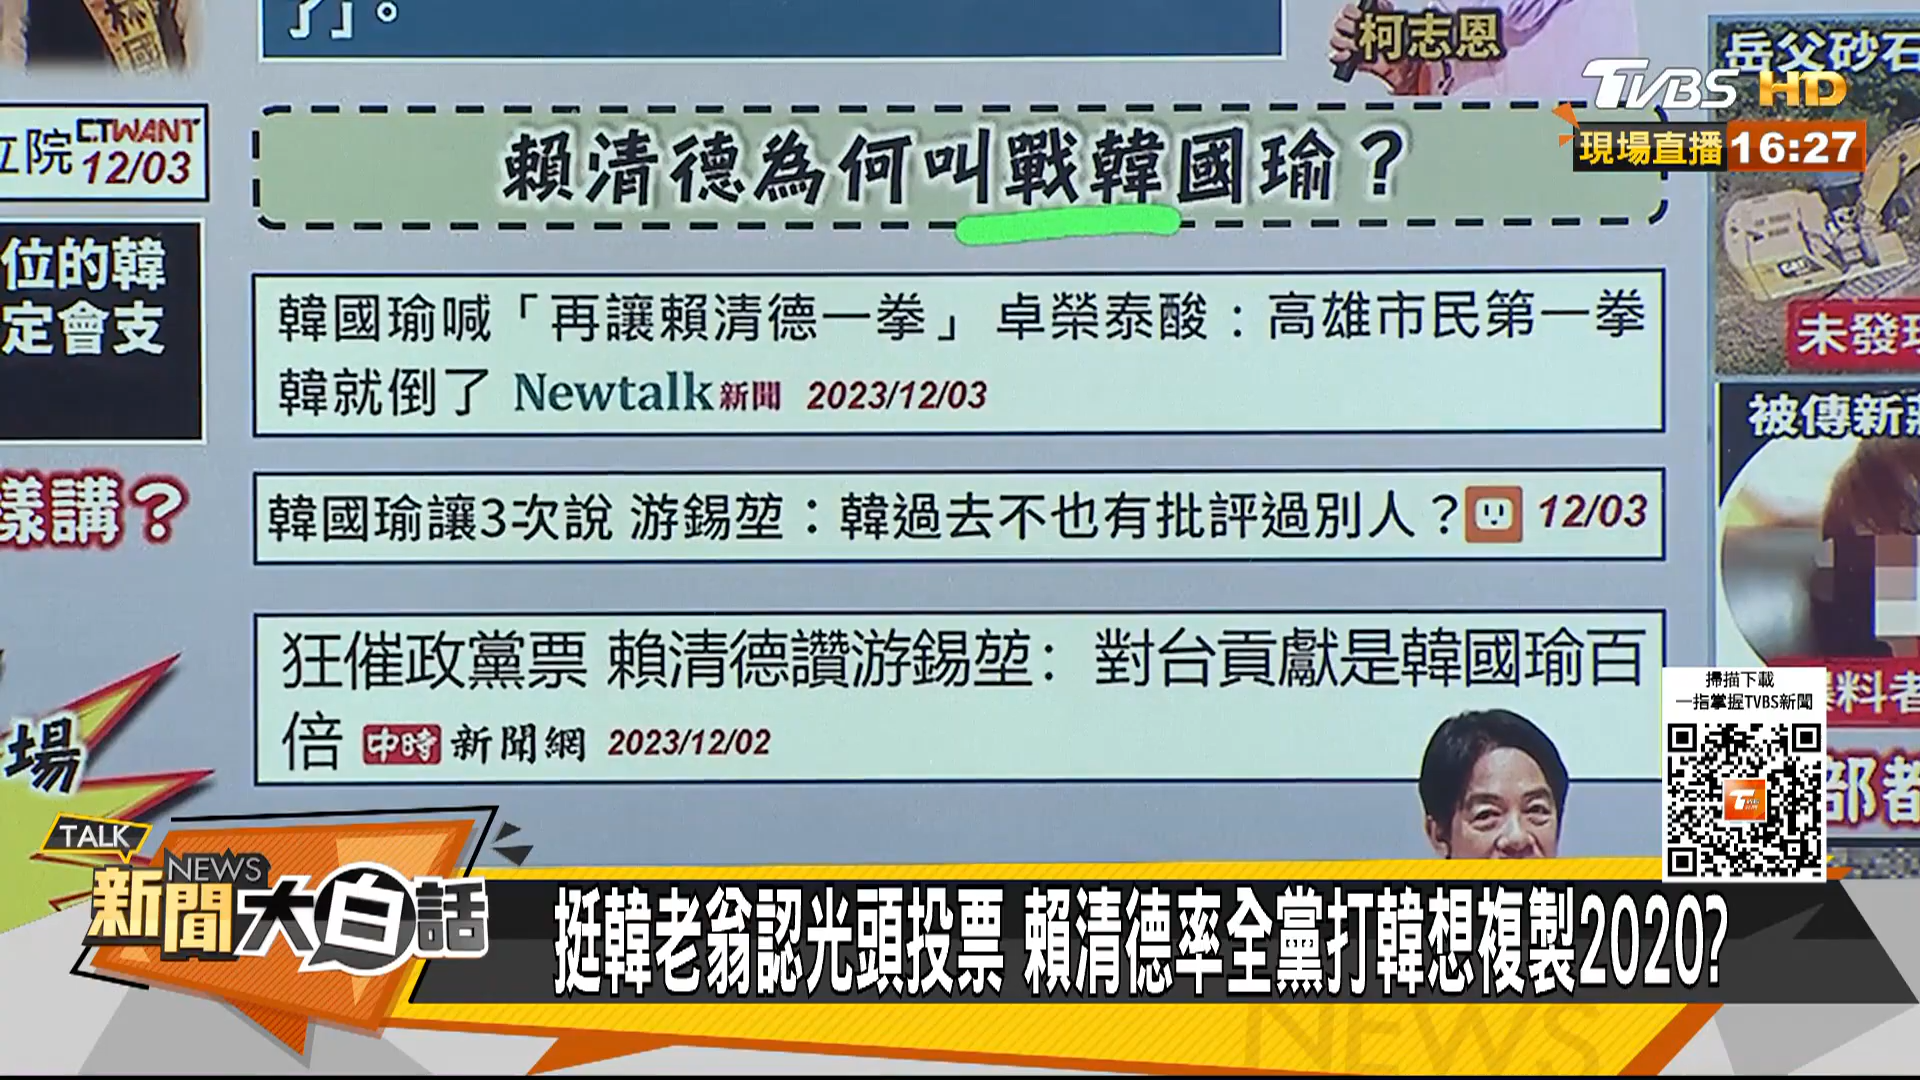 了」。
柯志恩
岳父砂石
TVBS HD
現場直播 16:27
立院 CTWANT
12/03
賴清德為何叫戰韓國瑜？
位的韓
定會支
韓國瑜喊「再讓賴清德一拳」 卓榮泰酸：高雄市民第一拳
韓就倒了 Newtalk新聞 2023/12/03
未發現
被傳新莊
樣講？
韓國瑜讓3次說 游錫堃：韓過去不也有批評過別人？ 12/03
狂催政黨票 賴清德讚游錫堃：對台貢獻是韓國瑜百
倍 中時 新聞網 2023/12/02
掃描下載
一指掌握TVBS新聞
爆料者
場
部都
TALK
NEWS
新聞大白話
挺韓老翁認光頭投票 賴清德率全黨打韓想複製2020?
NEWS